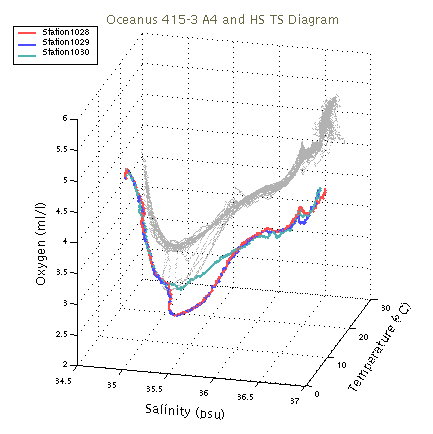 Oceanus 415-3 A4 and HS TS Diagram
Station1028
Station1029
Station1030
6
5.5
5
4.5
4
3.5
3
2.5
2
Oxygen (ml/l)
34.5
35
35.5
36
36.5
37
Salinity (psu)
0
10
20
30
Temperature (C)